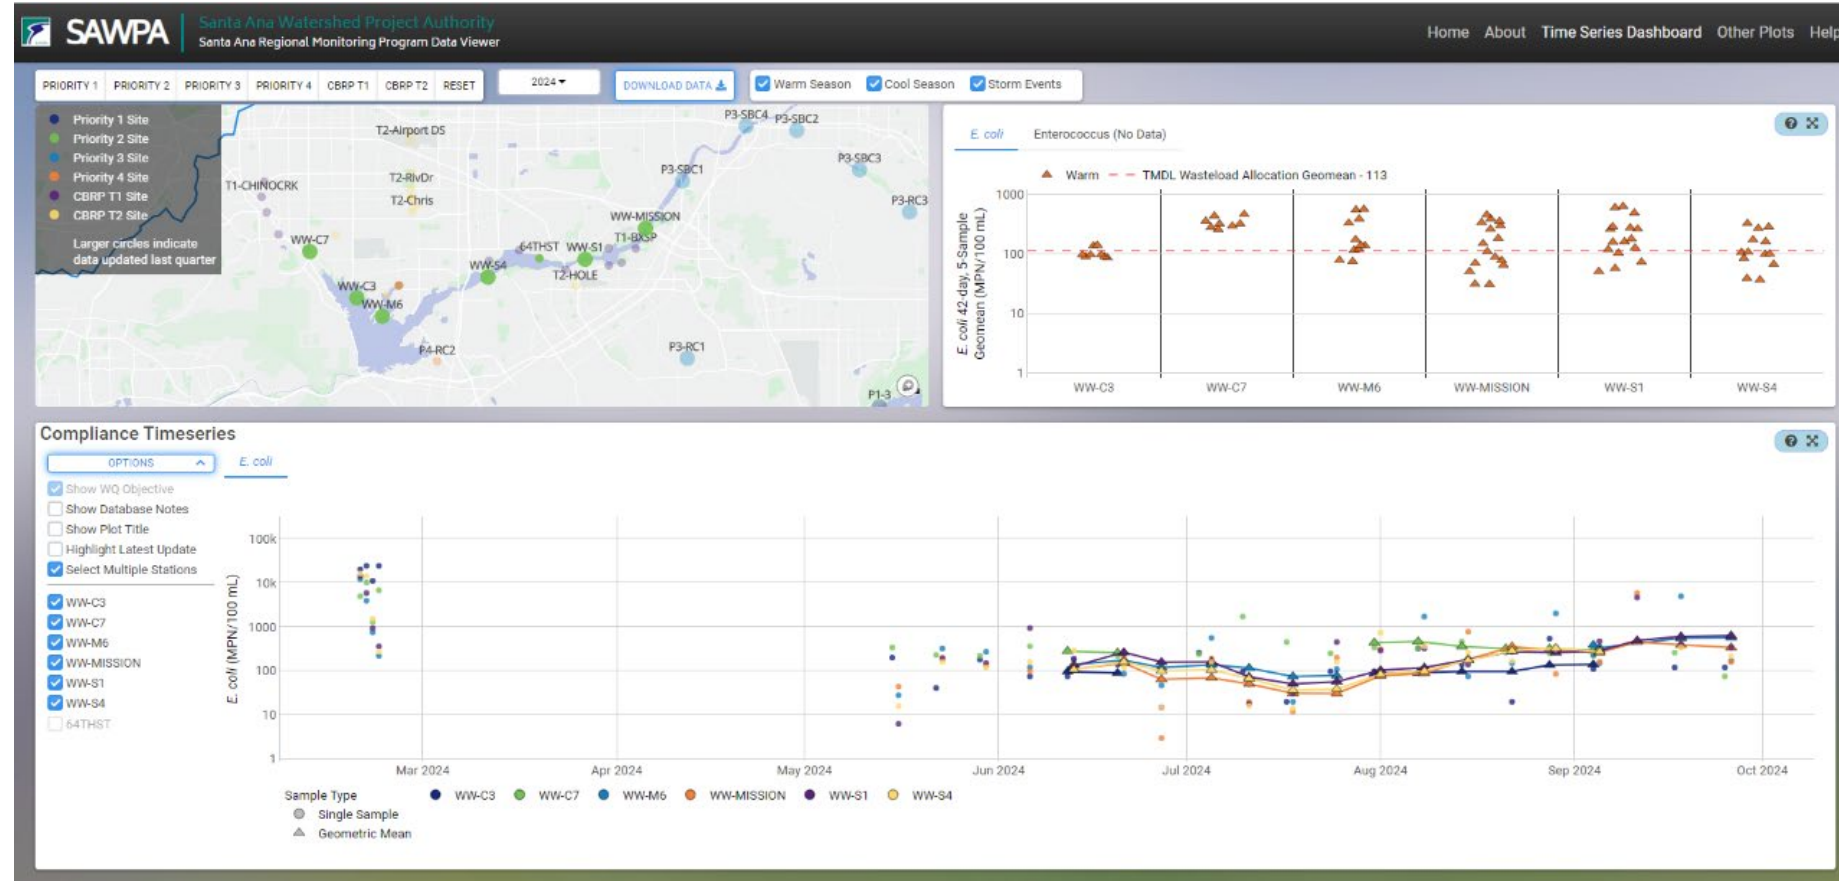 SAWPA
Santa Ana Watershed Project Authority
Santa Ana Regional Monitoring Program Data Viewer
Home About Time Series Dashboard Other Plots Help
PRIORITY 1 PRIORITY 2 PRIORITY 3 PRIORITY 4 CBRP T1 CBRP T2 RESET
2024
DOWNLOAD DATA
Warm Season Cool Season Storm Events
Priority 1 Site
Priority 2 Site
Priority 3 Site
Priority 4 Site
CBRP T1 Site
CBRP T2 Site
Larger circles indicate
data updated last quarter
T2-Airport DS
P3-SBC4
P3-SBC2
P3-SBC3
P3-SBC1
T2-RivDr
T1-CHINOCRK
T2-Chris
P3-RC3
WW-MISSION
WW-C7
T1-BXSP
64THST
WW-S1
WW-S4
T2-HOLE
WW-C3
WW-M6
P4-RC2
P3-RC1
P1-3
E. coli Enterococcus (No Data)
Warm TMDL Wasteload Allocation Geomean - 113
E. coli 42-day, 5-Sample
Geomean (MPN/100 mL)
1000
100
10
1
WW-C3 WW-C7 WW-M6 WW-MISSION WW-S1 WW-S4
Compliance Timeseries
OPTIONS
E. coli
Show WQ Objective
Show Database Notes
Show Plot Title
Highlight Latest Update
Select Multiple Stations
WW-C3
WW-C7
WW-M6
WW-MISSION
WW-S1
WW-S4
64THST
E. coli (MPN/100 mL)
100k
10k
1000
100
10
1
Mar 2024 Apr 2024 May 2024 Jun 2024 Jul 2024 Aug 2024 Sep 2024 Oct 2024
Sample Type WW-C3 WW-C7 WW-M6 WW-MISSION WW-S1 WW-S4
Single Sample
Geometric Mean